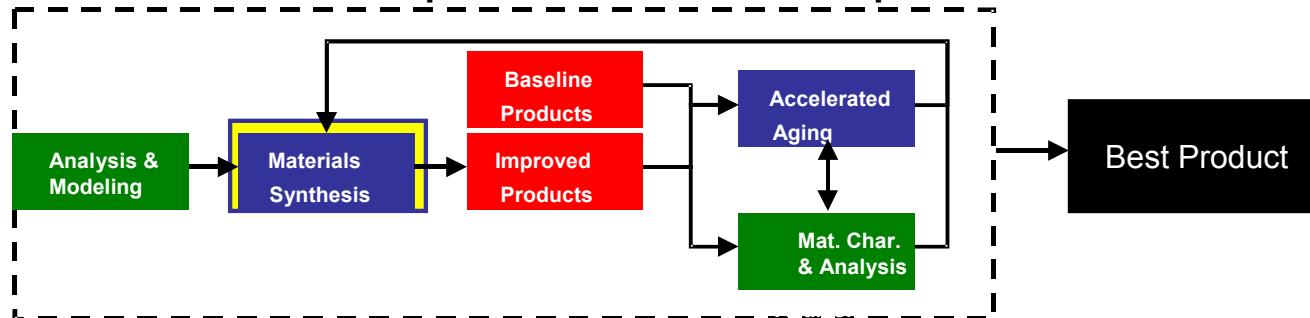 Baseline
Products
Accelerated
Aging
Analysis &
Modeling
Materials
Synthesis
Improved
Products
Best Product
Mat. Char.
& Analysis